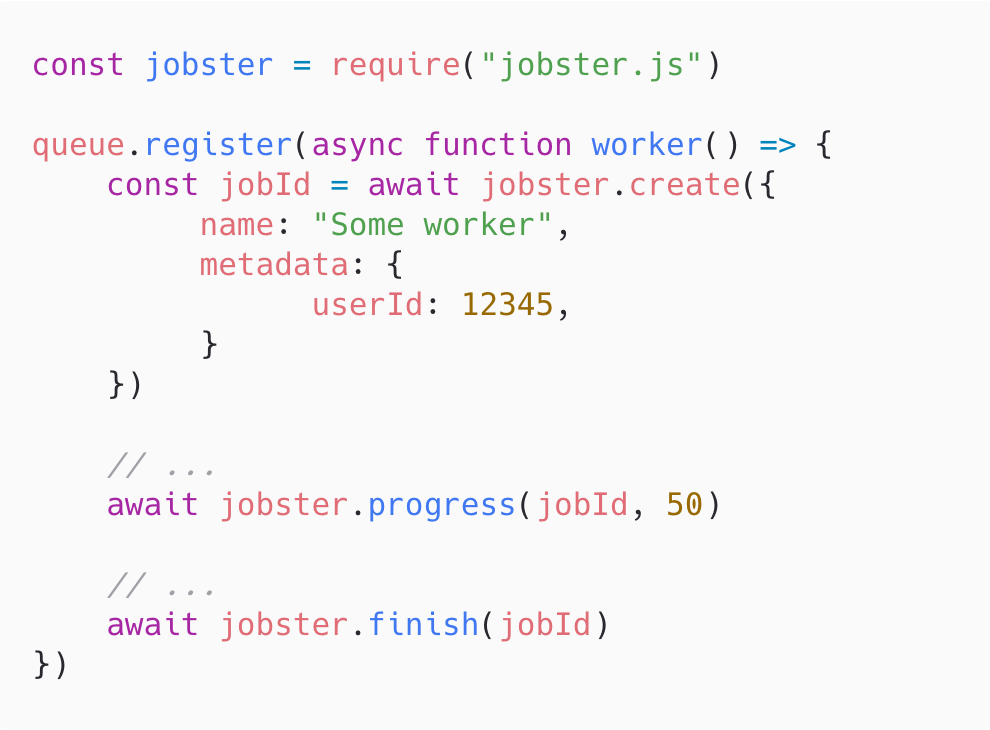 const jobster = require("jobster.js")
queue.register(async function worker() => {
    const jobId = await jobster.create({
         name: "Some worker",
         metadata: {
               userId: 12345,
         }
    })
    // ...
    await jobster.progress(jobId, 50)
    // ...
    await jobster.finish(jobId)
})